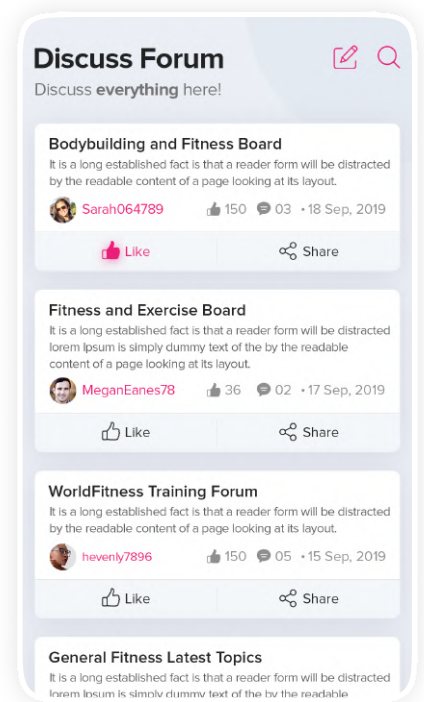 Discuss Forum
Discuss everything here!
Bodybuilding and Fitness Board
It is a long established fact is that a reader form will be distracted
by the readable content of a page looking at its layout.
Sarah064789 150 03 • 18 Sep, 2019
Like Share
Fitness and Exercise Board
It is a long established fact is that a reader form will be distracted
lorem Ipsum is simply dummy text of the by the readable
content of a page looking at its layout.
MeganEanes78 36 02 • 17 Sep, 2019
Like Share
WorldFitness Training Forum
It is a long established fact is that a reader form will be distracted
by the readable content of a page looking at its layout.
hevenly7896 150 05 • 15 Sep, 2019
Like Share
General Fitness Latest Topics
It is a long established fact is that a reader form will be distracted
lorem Ipsum is simply dummy text of the by the readable